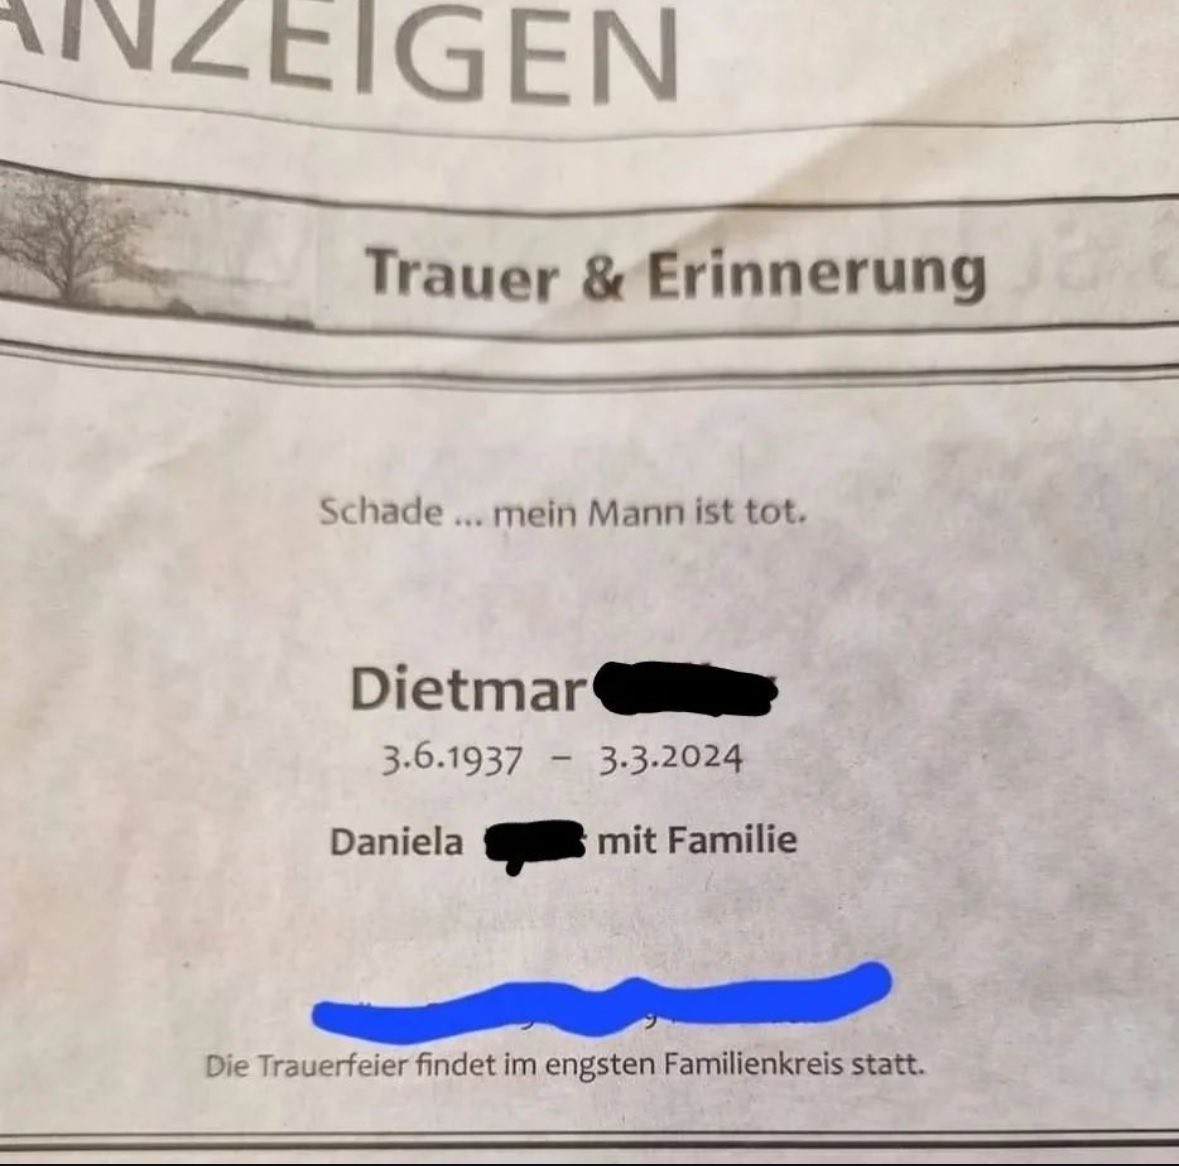 ANZEIGEN
Trauer & Erinnerung
Schade ... mein Mann ist tot.
Dietmar
3.6.1937 – 3.3.2024
Daniela mit Familie
Die Trauerfeier findet im engsten Familienkreis statt.